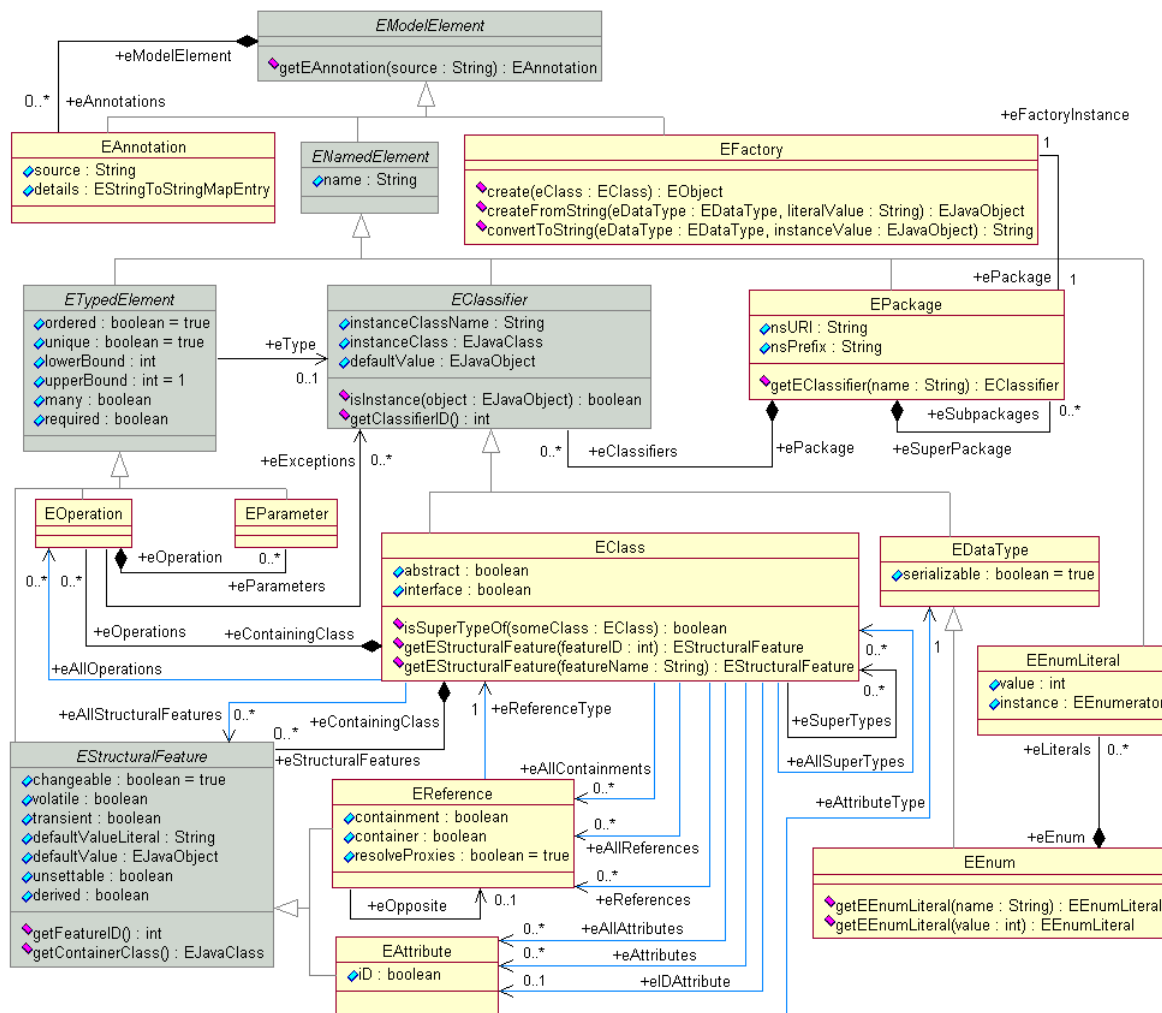 EModelElement
getEAnnotation(source : String) : EAnnotation
+eModelElement
0..*
+eAnnotations
EAnnotation
source : String
details : EStringToStringMapEntry
ENamedElement
name : String
+eFactoryInstance
1
EFactory
create(eClass : EClass) : EObject
createFromString(eDataType : EDataType, literalValue : String) : EJavaObject
convertToString(eDataType : EDataType, instanceValue : EJavaObject) : String
+ePackage
1
ETypedElement
ordered : boolean = true
unique : boolean = true
lowerBound : int
upperBound : int = 1
many : boolean
required : boolean
+eType
0..1
EClassifier
instanceClassName : String
instanceClass : EJavaClass
defaultValue : EJavaObject
isInstance(object : EJavaObject) : boolean
getClassifierID() : int
EPackage
nsURI : String
nsPrefix : String
getEClassifier(name : String) : EClassifier
+eSubpackages
0..*
+eSuperPackage
+eExceptions
0..*
0..*
+eClassifiers
+ePackage
EOperation
EParameter
+eOperation
0..*
+eParameters
0..*
0..*
+eOperations
+eContainingClass
+eAllOperations
EClass
abstract : boolean
interface : boolean
isSuperTypeOf(someClass : EClass) : boolean
getEStructuralFeature(featureID : int) : EStructuralFeature
getEStructuralFeature(featureName : String) : EStructuralFeature
EDataType
serializable : boolean = true
0..*
1
0..*
+eSuperTypes
+eAllSuperTypes
EEnumLiteral
value : int
instance : EEnumerator
+eLiterals
0..*
+eAllStructuralFeatures
0..*
+eContainingClass
0..*
+eStructuralFeatures
1
+eReferenceType
+eAllContainments
0..*
+eAttributeType
EStructuralFeature
changeable : boolean = true
volatile : boolean
transient : boolean
defaultValueLiteral : String
defaultValue : EJavaObject
unsettable : boolean
derived : boolean
getFeatureID() : int
getContainerClass() : EJavaClass
EReference
containment : boolean
container : boolean
resolveProxies : boolean = true
0..*
+eAllReferences
0..*
+eReferences
+eOpposite
0..1
+eEnum
EEnum
getEEnumLiteral(name : String) : EEnumLiteral
getEEnumLiteral(value : int) : EEnumLiteral
EAttribute
iD : boolean
0..*
+eAllAttributes
0..*
+eAttributes
0..1
+eIDAttribute